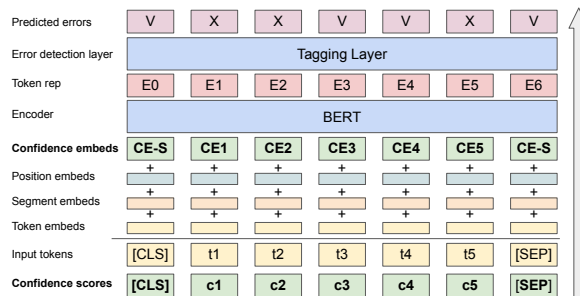 Predicted errors V X X V V X V
Error detection layer Tagging Layer
Token rep E0 E1 E2 E3 E4 E5 E6
Encoder BERT
Confidence embeds CE-S CE1 CE2 CE3 CE4 CE5 CE-S
+ + + + + + +
Position embeds
+ + + + + + +
Segment embeds
+ + + + + + +
Token embeds
Input tokens [CLS] t1 t2 t3 t4 t5 [SEP]
Confidence scores [CLS] c1 c2 c3 c4 c5 [SEP]